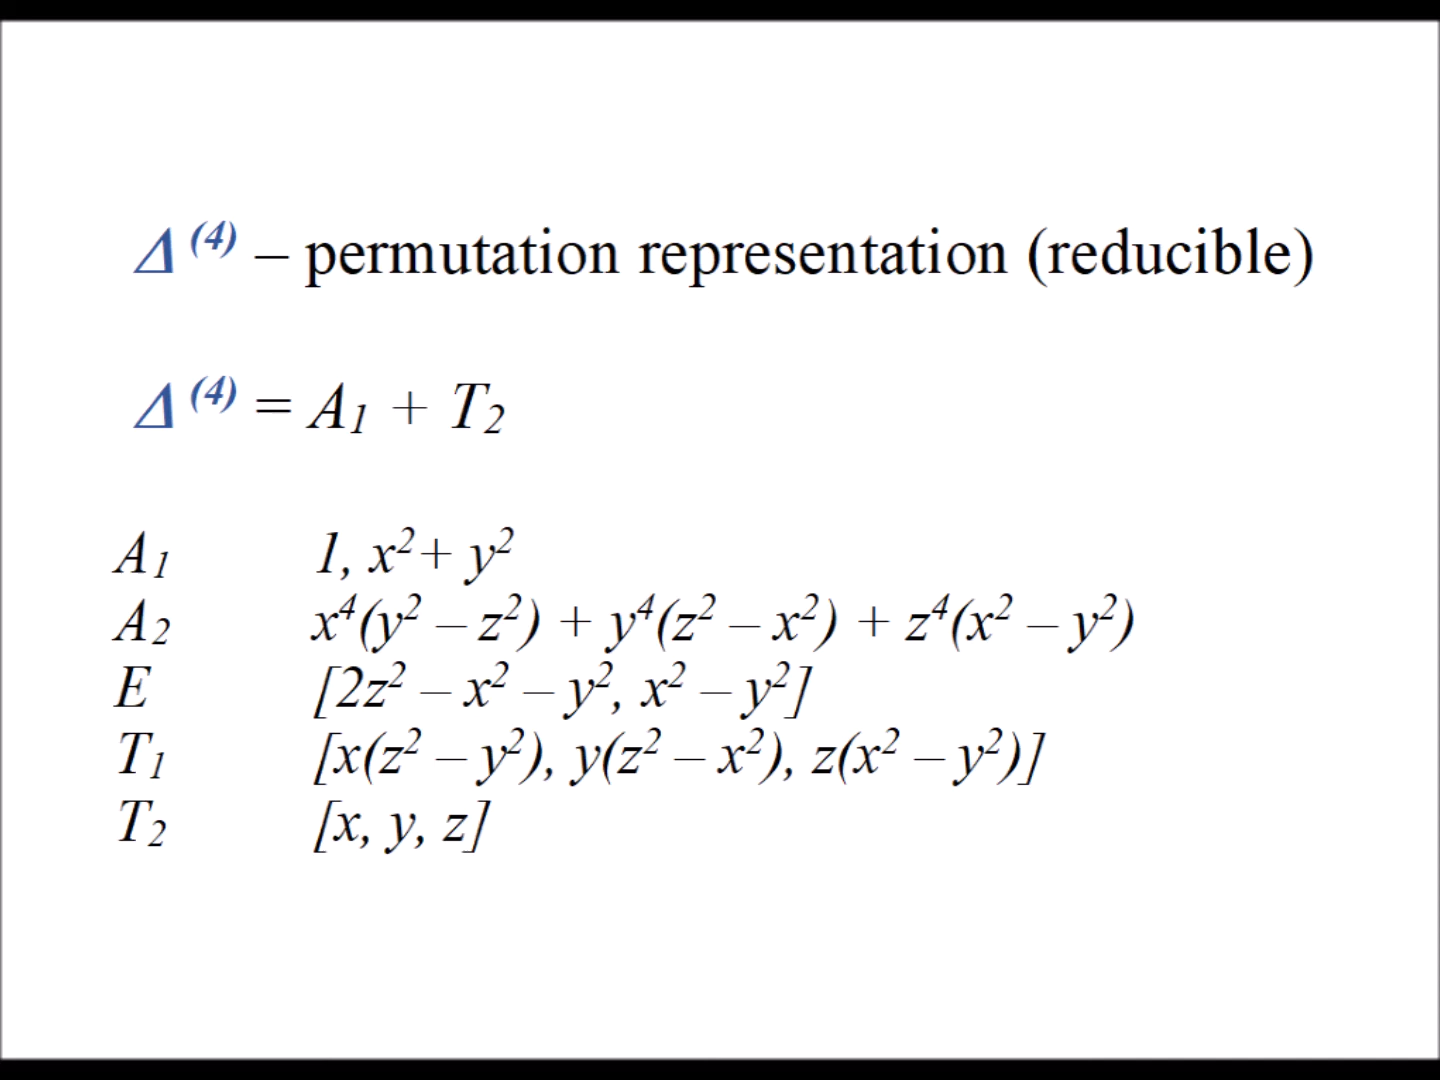 Δ⁽⁴⁾ – permutation representation (reducible)
Δ⁽⁴⁾ = A₁ + T₂
A₁ 1, x² + y²
A₂ x⁴(y² – z²) + y⁴(z² – x²) + z⁴(x² – y²)
E [2z² – x² – y², x² – y²]
T₁ [x(z² – y²), y(z² – x²), z(x² – y²)]
T₂ [x, y, z]